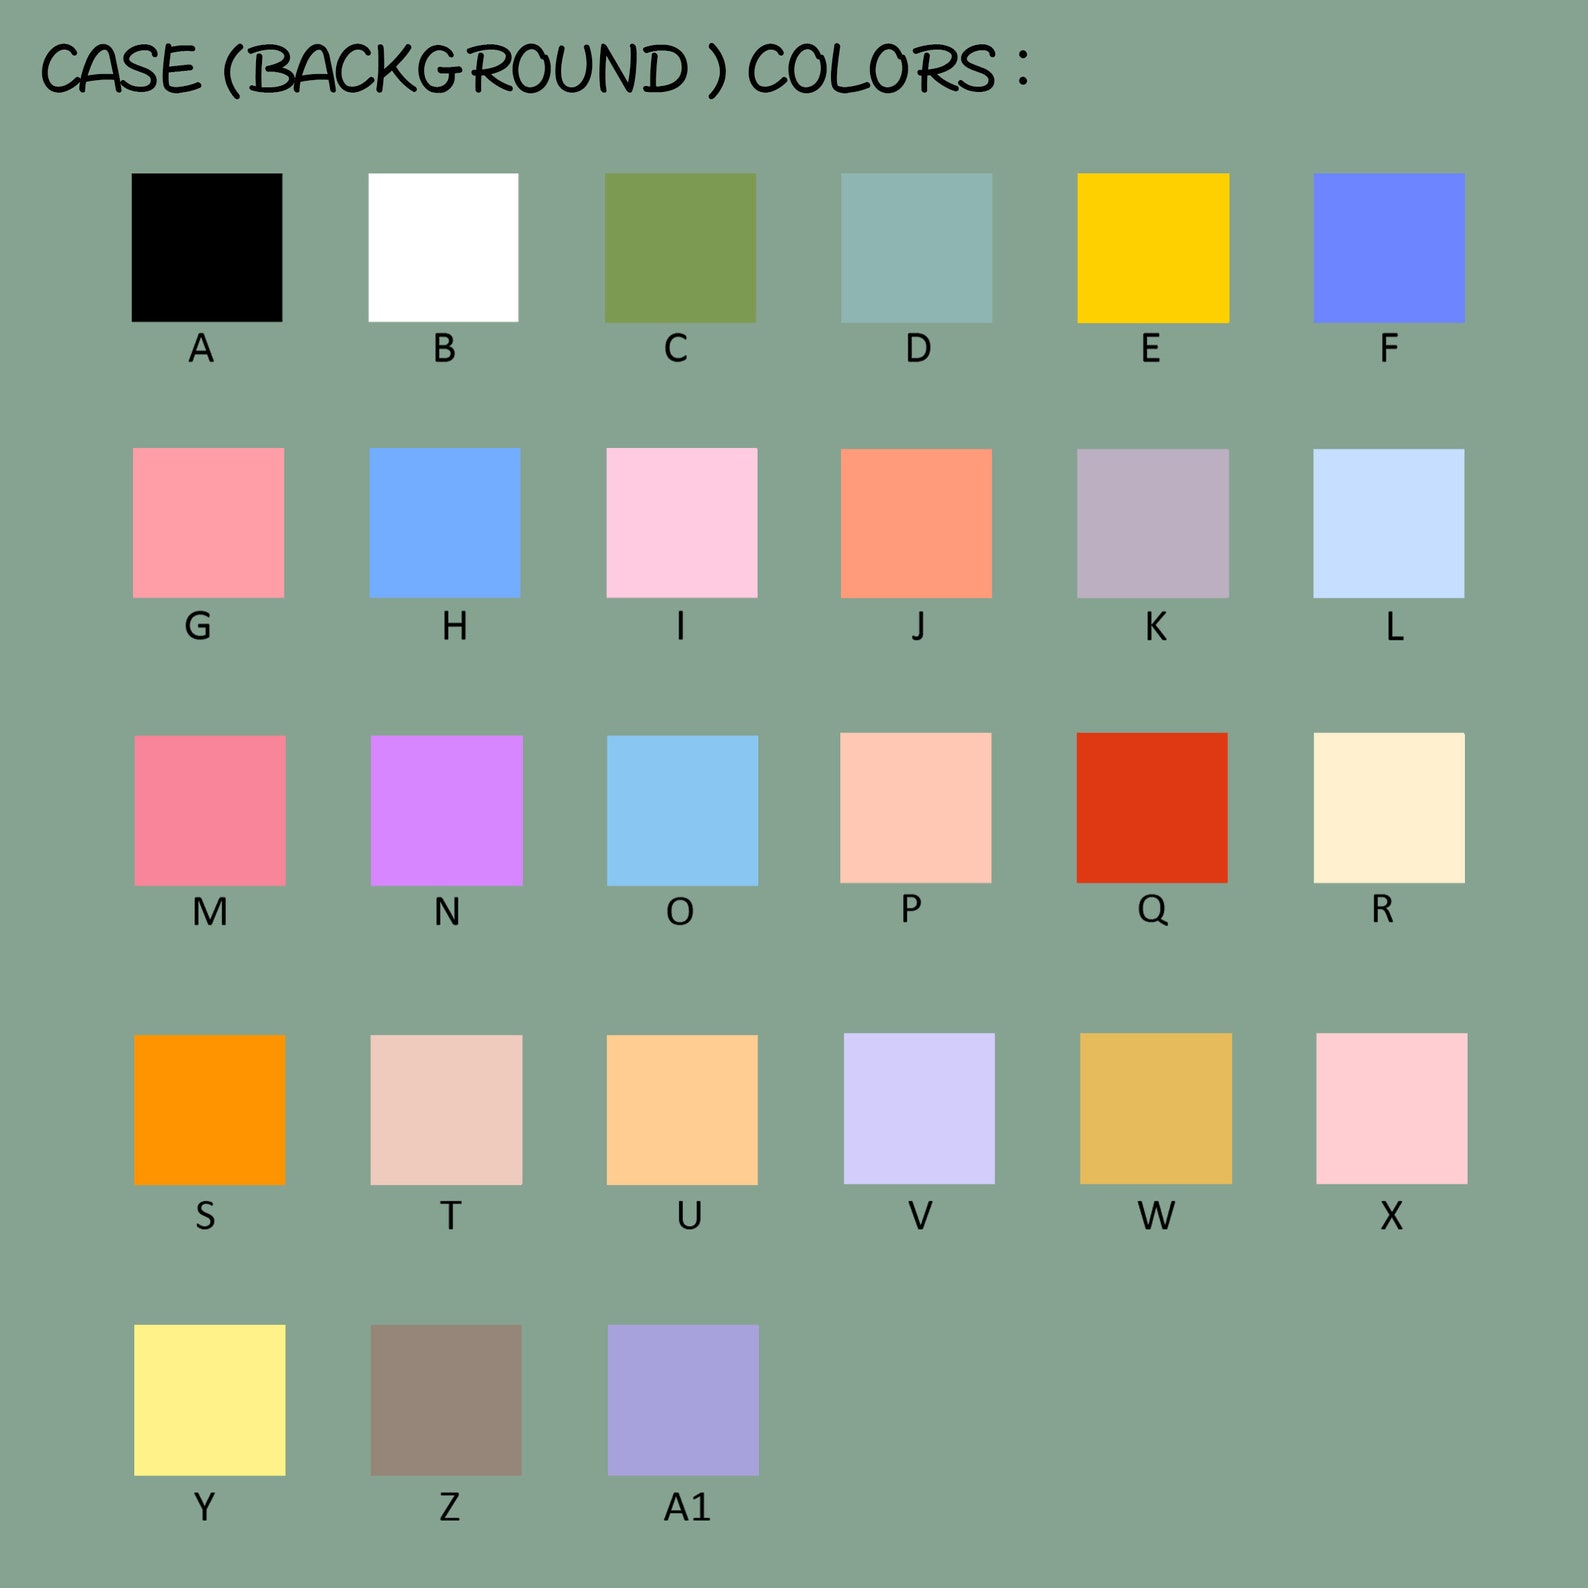 CASE (BACKGROUND ) COLORS :
A B C D E F
G H I J K L
M N O P Q R
S T U V W X
Y Z A1